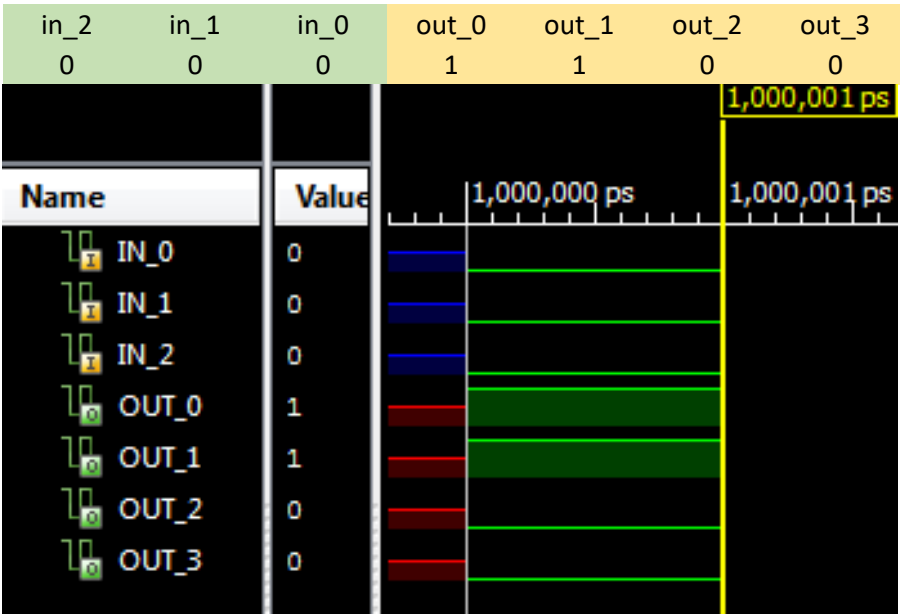 in_2 in_1 in_0 out_0 out_1 out_2 out_3
0 0 0 1 1 0 0
1,000,001 ps
Name Value 1,000,000 ps 1,000,001 ps
I IN_0 0
I IN_1 0
I IN_2 0
O OUT_0 1
O OUT_1 1
O OUT_2 0
O OUT_3 0